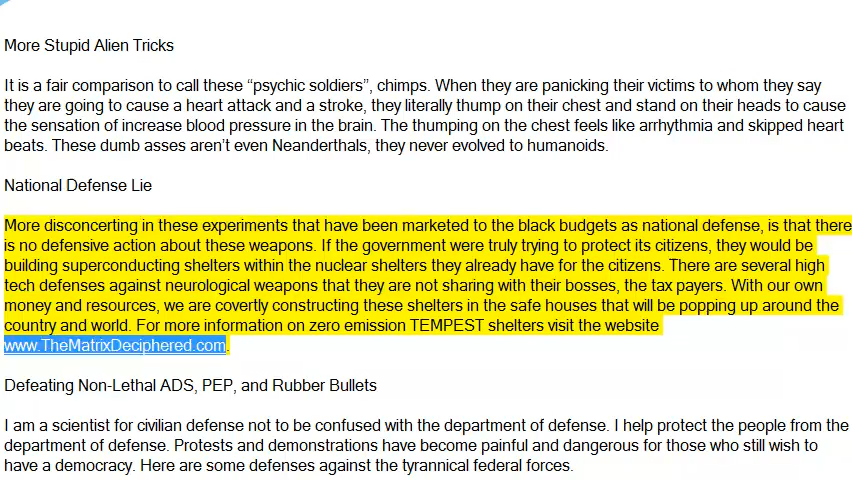 More Stupid Alien Tricks
It is a fair comparison to call these “psychic soldiers”, chimps. When they are panicking their victims to whom they say
they are going to cause a heart attack and a stroke, they literally thump on their chest and stand on their heads to cause
the sensation of increase blood pressure in the brain. The thumping on the chest feels like arrhythmia and skipped heart
beats. These dumb asses aren’t even Neanderthals, they never evolved to humanoids.
National Defense Lie
More disconcerting in these experiments that have been marketed to the black budgets as national defense, is that there
is no defensive action about these weapons. If the government were truly trying to protect its citizens, they would be
building superconducting shelters within the nuclear shelters they already have for the citizens. There are several high
tech defenses against neurological weapons that they are not sharing with their bosses, the tax payers. With our own
money and resources, we are covertly constructing these shelters in the safe houses that will be popping up around the
country and world. For more information on zero emission TEMPEST shelters visit the website
www.TheMatrixDeciphered.com.
Defeating Non-Lethal ADS, PEP, and Rubber Bullets
I am a scientist for civilian defense not to be confused with the department of defense. I help protect the people from the
department of defense. Protests and demonstrations have become painful and dangerous for those who still wish to
have a democracy. Here are some defenses against the tyrannical federal forces.